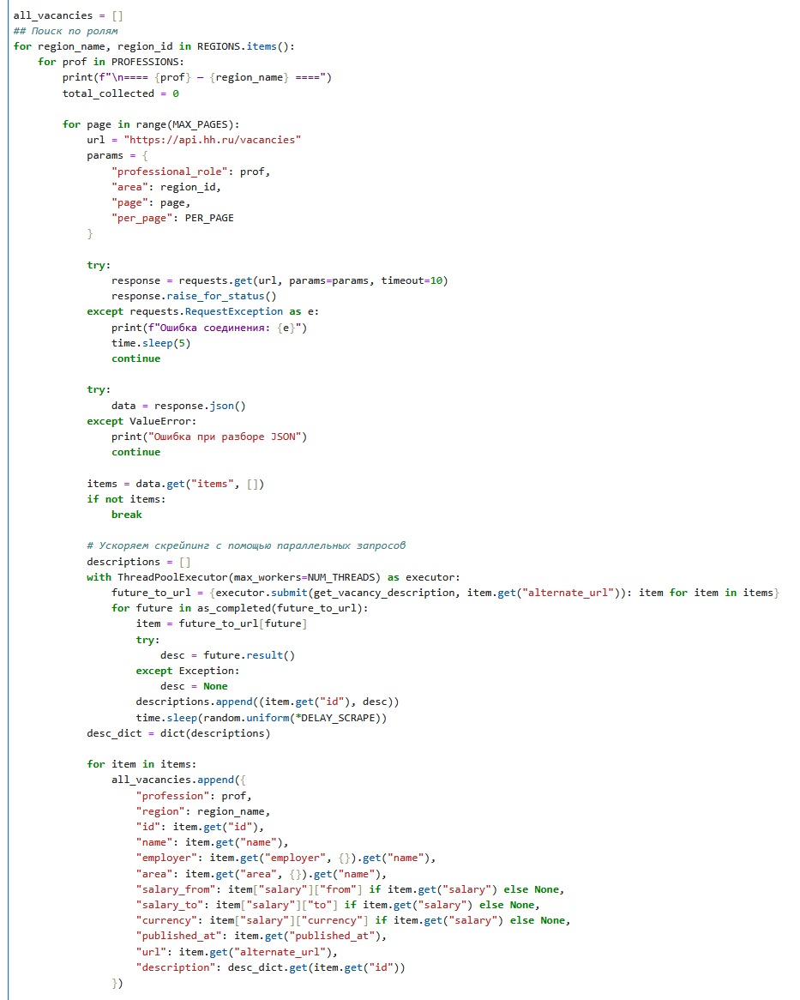 all_vacancies = []
## Поиск по ролям
for region_name, region_id in REGIONS.items():
    for prof in PROFESSIONS:
        print(f"\n==== {prof} — {region_name} ====")
        total_collected = 0

        for page in range(MAX_PAGES):
            url = "https://api.hh.ru/vacancies"
            params = {
                "professional_role": prof,
                "area": region_id,
                "page": page,
                "per_page": PER_PAGE
            }

            try:
                response = requests.get(url, params=params, timeout=10)
                response.raise_for_status()
            except requests.RequestException as e:
                print(f"Ошибка соединения: {e}")
                time.sleep(5)
                continue

            try:
                data = response.json()
            except ValueError:
                print("Ошибка при разборе JSON")
                continue

            items = data.get("items", [])
            if not items:
                break

            # Ускоряем скрейпинг с помощью параллельных запросов
            descriptions = []
            with ThreadPoolExecutor(max_workers=NUM_THREADS) as executor:
                future_to_url = {executor.submit(get_vacancy_description, item.get("alternate_url")): item for item in items}
                for future in as_completed(future_to_url):
                    item = future_to_url[future]
                    try:
                        desc = future.result()
                    except Exception:
                        desc = None
                    descriptions.append((item.get("id"), desc))
                    time.sleep(random.uniform(*DELAY_SCRAPE))
            desc_dict = dict(descriptions)

            for item in items:
                all_vacancies.append({
                    "profession": prof,
                    "region": region_name,
                    "id": item.get("id"),
                    "name": item.get("name"),
                    "employer": item.get("employer", {}).get("name"),
                    "area": item.get("area", {}).get("name"),
                    "salary_from": item["salary"]["from"] if item.get("salary") else None,
                    "salary_to": item["salary"]["to"] if item.get("salary") else None,
                    "currency": item["salary"]["currency"] if item.get("salary") else None,
                    "published_at": item.get("published_at"),
                    "url": item.get("alternate_url"),
                    "description": desc_dict.get(item.get("id"))
                })